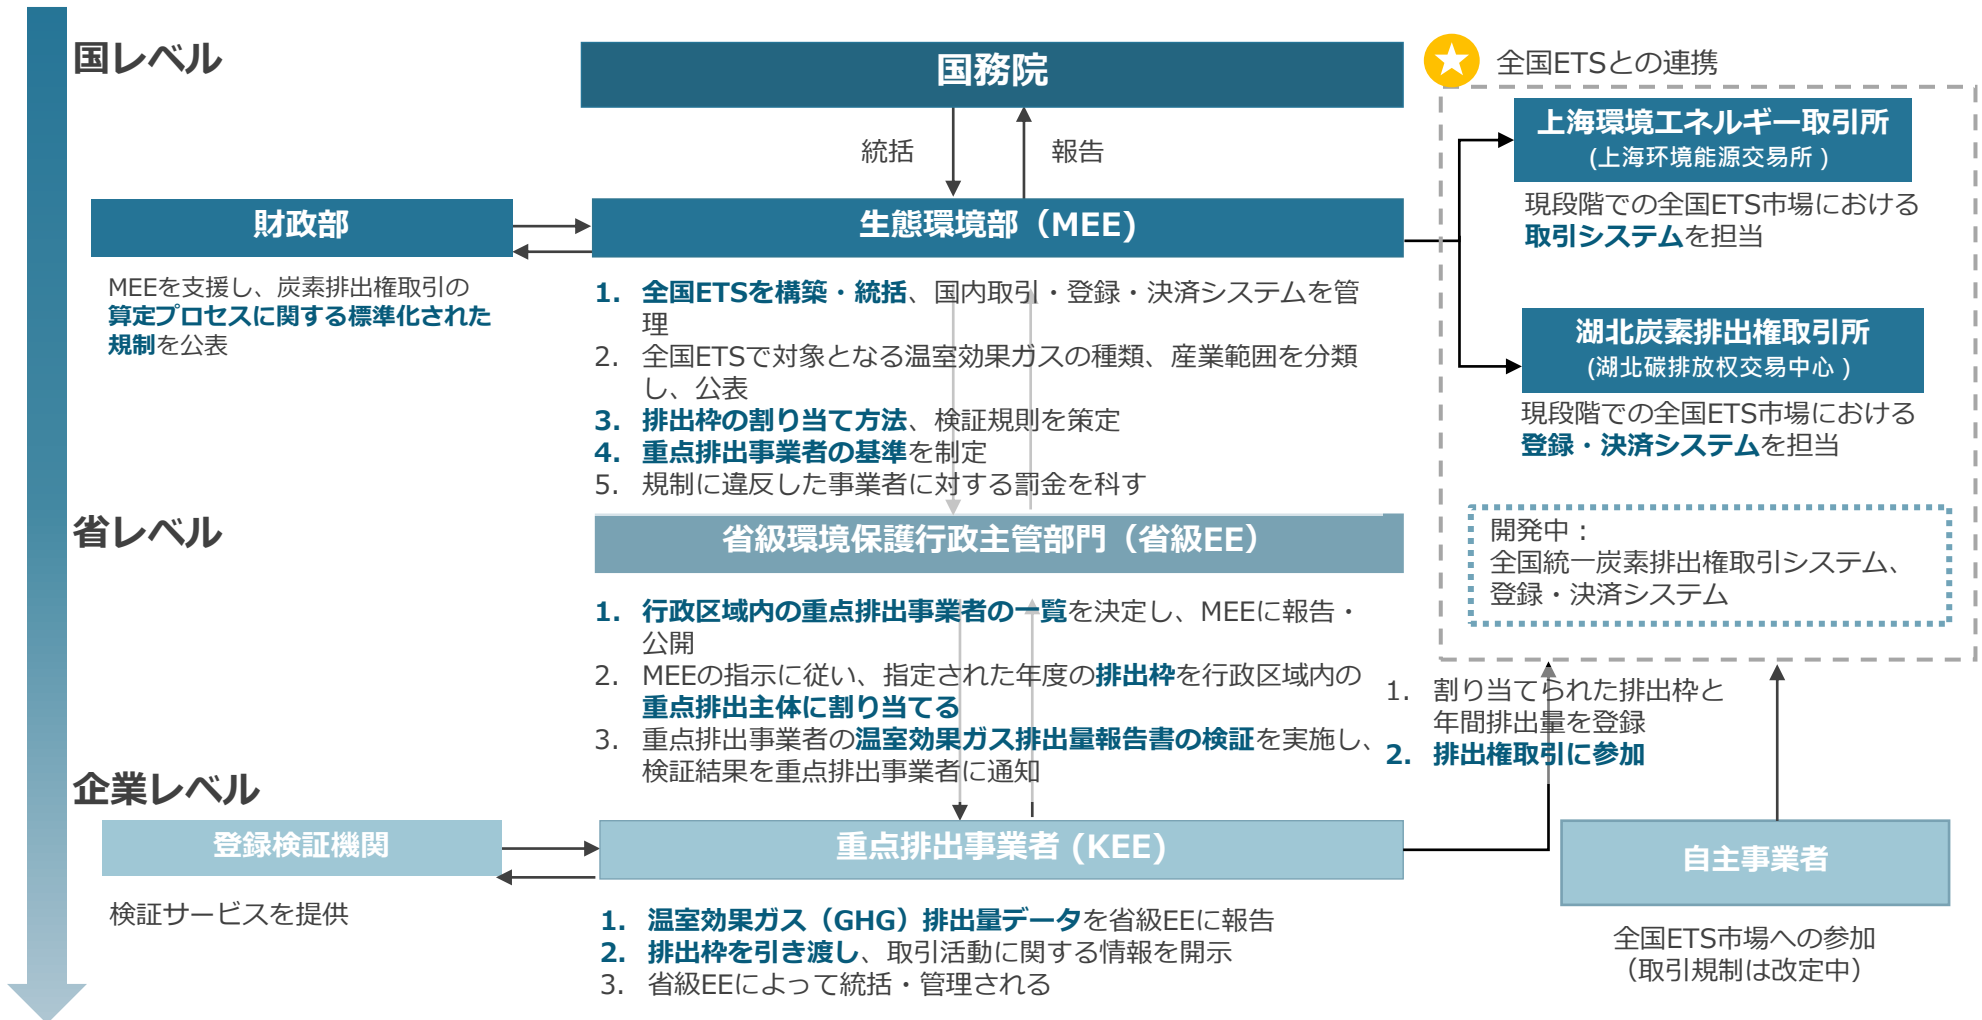 国レベル
国務院
全国ETSとの連携
上海環境エネルギー取引所
(上海环境能源交易所)
統括
報告
財政部
生態環境部（MEE)
現段階での全国ETS市場における
取引システムを担当
MEEを支援し、炭素排出権取引の
算定プロセスに関する標準化された
規制を公表
1. 全国ETSを構築・統括、国内取引・登録・決済システムを管
理
2. 全国ETSで対象となる温室効果ガスの種類、産業範囲を分類
し、公表
3. 排出枠の割り当て方法、検証規則を策定
4. 重点排出事業者の基準を制定
5. 規制に違反した事業者に対する罰金を科す
湖北炭素排出権取引所
(湖北碳排放权交易中心)
現段階での全国ETS市場における
登録・決済システムを担当
省レベル
省級環境保護行政主管部門（省級EE）
開発中：
全国統一炭素排出権取引システム、
登録・決済システム
1. 行政区域内の重点排出事業者の一覧を決定し、MEEに報告・
公開
2. MEEの指示に従い、指定された年度の排出枠を行政区域内の
重点排出主体に割り当てる
3. 重点排出事業者の温室効果ガス排出量報告書の検証を実施し、
検証結果を重点排出事業者に通知
1. 割り当てられた排出枠と
年間排出量を登録
2. 排出権取引に参加
企業レベル
登録検証機関
重点排出事業者 (KEE)
自主事業者
検証サービスを提供
1. 温室効果ガス（GHG）排出量データを省級EEに報告
2. 排出枠を引き渡し、取引活動に関する情報を開示
3. 省級EEによって統括・管理される
全国ETS市場への参加
（取引規制は改定中）